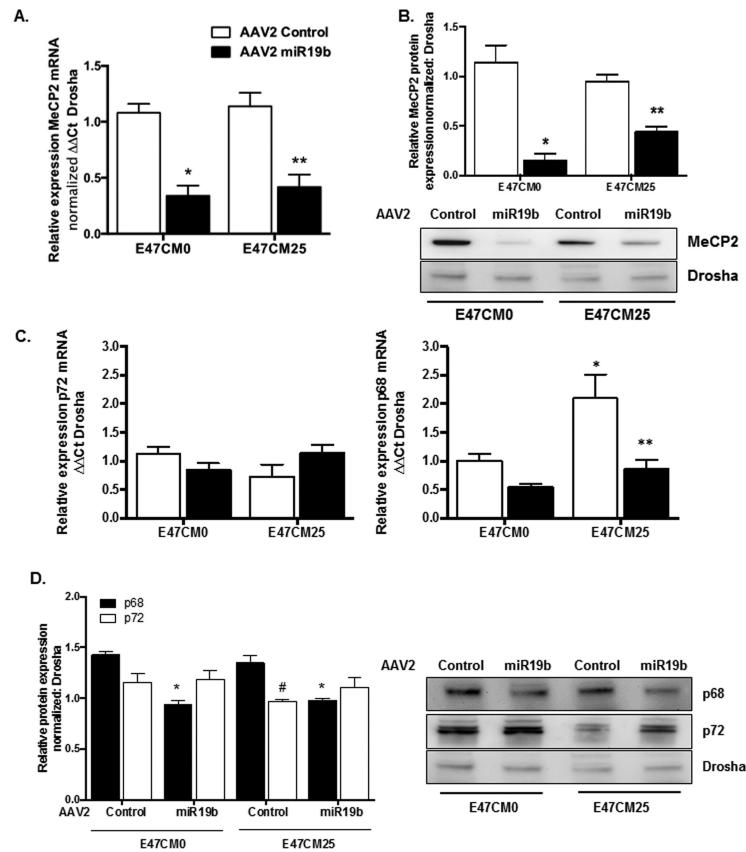 A.
AAV2 Control
AAV2 miR19b
Relative expression MeCP2 mRNA
normalized ΔΔCt Drosha
1.5
1.0
0.5
0.0
*
**
E47CM0
E47CM25
B.
Relative MeCP2 protein
expression normalized: Drosha
1.5
1.0
0.5
0.0
*
**
E47CM0
E47CM25
AAV2
Control
miR19b
Control
miR19b
MeCP2
Drosha
E47CM0
E47CM25
C.
Relative expression p72 mRNA
ΔΔCt Drosha
3.0
2.5
2.0
1.5
1.0
0.5
0.0
E47CM0
E47CM25
Relative expression p68 mRNA
ΔΔCt Drosha
3.0
2.5
2.0
1.5
1.0
0.5
0.0
*
**
E47CM0
E47CM25
D.
p68
p72
Relative protein expression
normalized: Drosha
2.0
1.5
1.0
0.5
0.0
*
#
*
AAV2
Control
miR19b
Control
miR19b
E47CM0
E47CM25
AAV2
Control
miR19b
Control
miR19b
p68
p72
Drosha
E47CM0
E47CM25